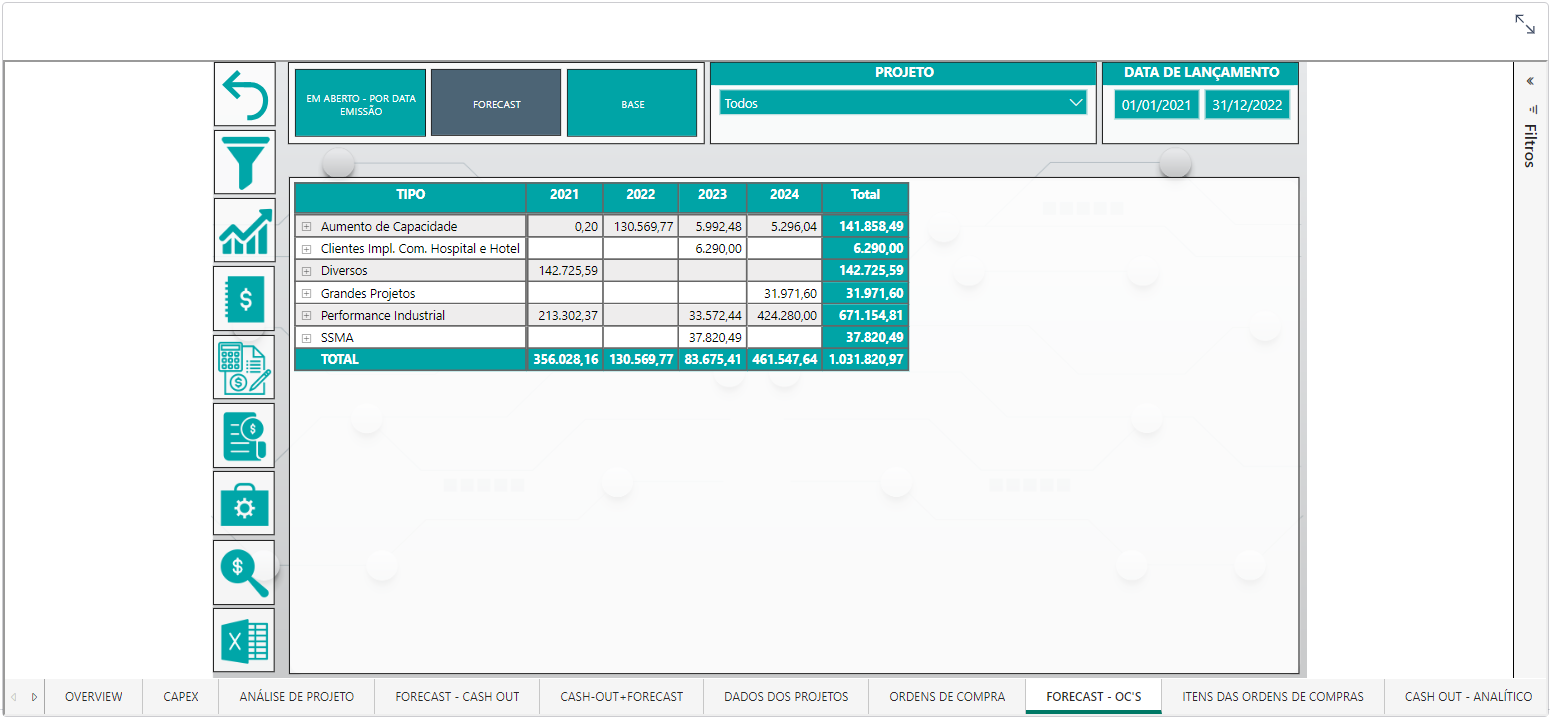 EM ABERTO - POR DATA
EMISSÃO
FORECAST
BASE
PROJETO
Todos
DATA DE LANÇAMENTO
01/01/2021 31/12/2022
Filtros
TIPO 2021 2022 2023 2024 Total
Aumento de Capacidade 0,20 130.569,77 5.992,48 5.296,04 141.858,49
Clientes Impl. Com. Hospital e Hotel 6.290,00 6.290,00
Diversos 142.725,59 142.725,59
Grandes Projetos 31.971,60 31.971,60
Performance Industrial 213.302,37 33.572,44 424.280,00 671.154,81
SSMA 37.820,49 37.820,49
TOTAL 356.028,16 130.569,77 83.675,41 461.547,64 1.031.820,97
OVERVIEW CAPEX ANÁLISE DE PROJETO FORECAST - CASH OUT CASH-OUT+FORECAST DADOS DOS PROJETOS ORDENS DE COMPRA FORECAST - OC'S ITENS DAS ORDENS DE COMPRAS CASH OUT - ANALÍTICO